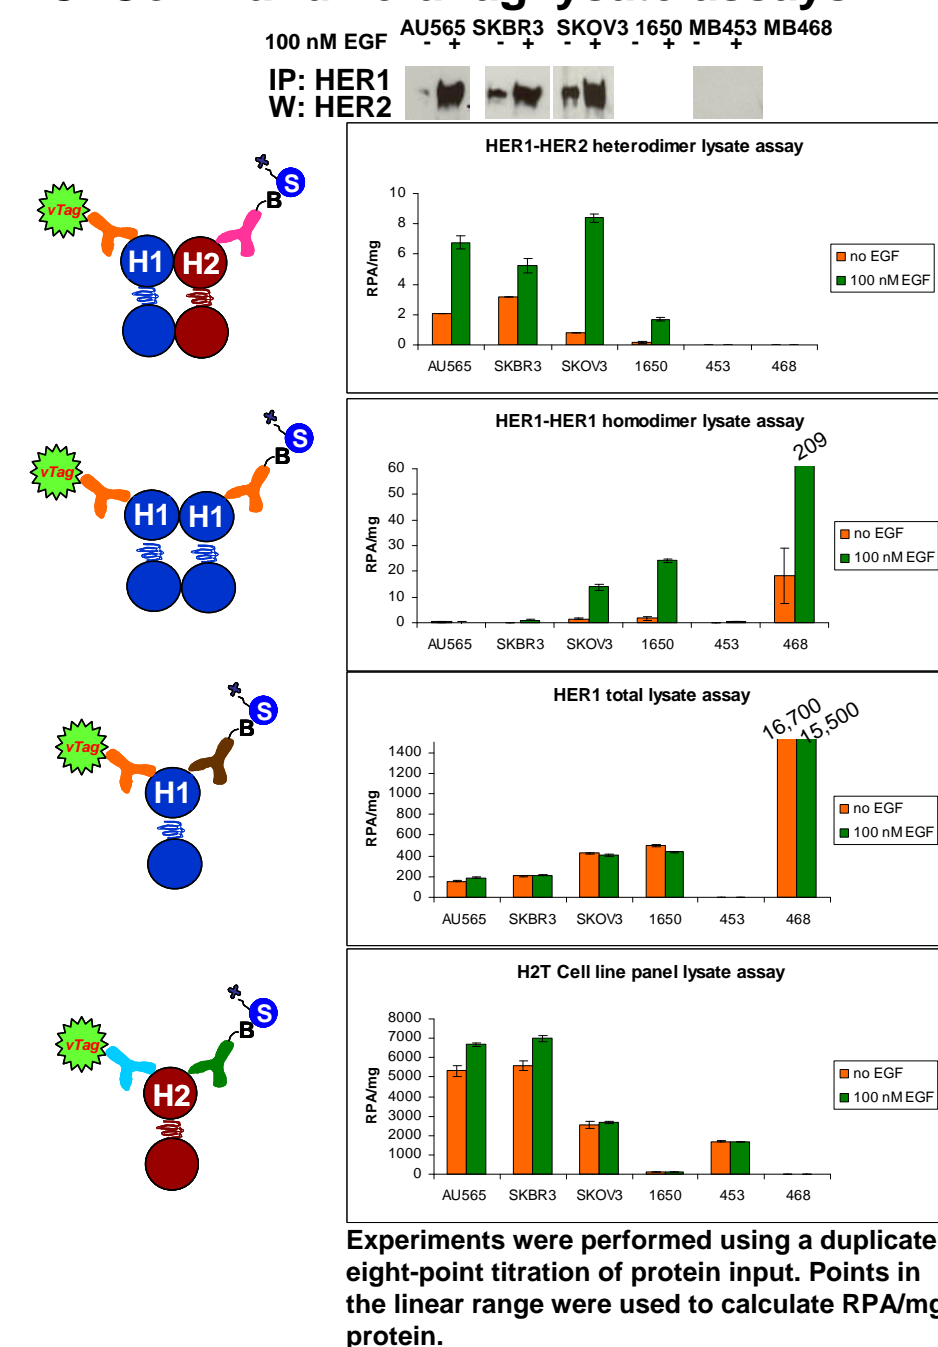 AU565 SKBR3 SKOV3 1650 MB453 MB468
100 nM EGF - + - + - + - + - +
IP: HER1
W: HER2
HER1-HER2 heterodimer lysate assay
vTag
S
B
H1 H2
RPA/mg
10
8
6
4
2
0
AU565 SKBR3 SKOV3 1650 453 468
no EGF
100 nM EGF
HER1-HER1 homodimer lysate assay
209
vTag
S
B
H1 H1
RPA/mg
60
50
40
30
20
10
0
AU565 SKBR3 SKOV3 1650 453 468
no EGF
100 nM EGF
HER1 total lysate assay
16,700
15,500
vTag
S
B
H1
RPA/mg
1400
1200
1000
800
600
400
200
0
AU565 SKBR3 SKOV3 1650 453 468
no EGF
100 nM EGF
H2T Cell line panel lysate assay
vTag
S
B
H2
RPA/mg
8000
7000
6000
5000
4000
3000
2000
1000
0
AU565 SKBR3 SKOV3 1650 453 468
no EGF
100 nM EGF
Experiments were performed using a duplicate
eight-point titration of protein input. Points in
the linear range were used to calculate RPA/mg
protein.